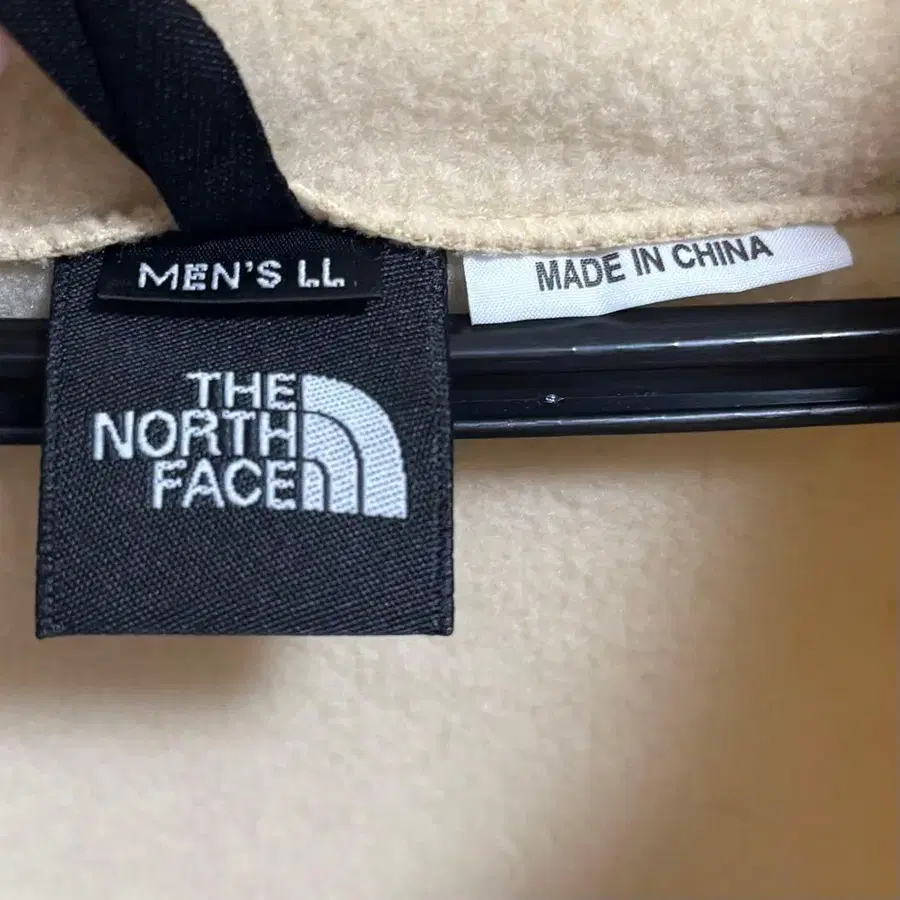 MEN'S LL
MADE IN CHINA
THE
NORTH
FACE